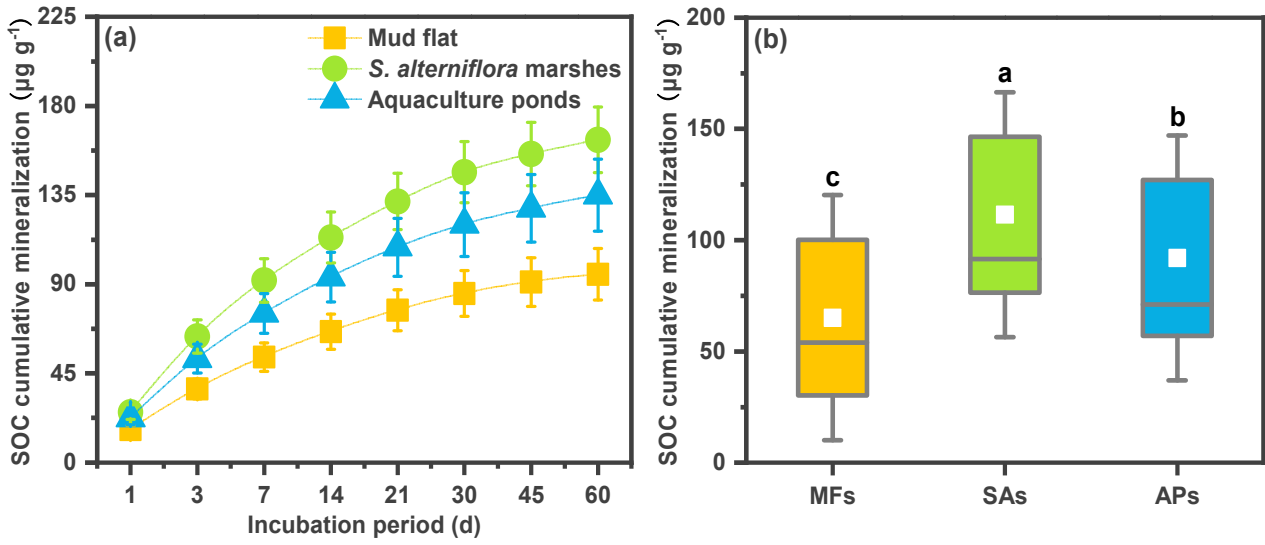 (a)
Mud flat
S. alterniflora marshes
Aquaculture ponds
SOC cumulative mineralization (µg g-1)
225
180
135
90
45
0
1 3 7 14 21 30 45 60
Incubation period (d)
(b)
SOC cumulative mineralization (µg g-1)
200
150
100
50
0
c
a
b
MFs SAs APs